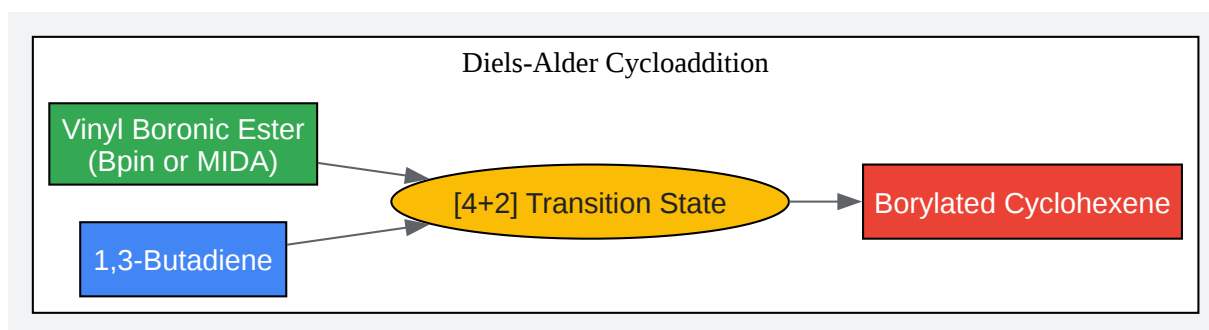 Diels-Alder Cycloaddition
Vinyl Boronic Ester
(Bpin or MIDA)
[4+2] Transition State
Borylated Cyclohexene
1,3-Butadiene